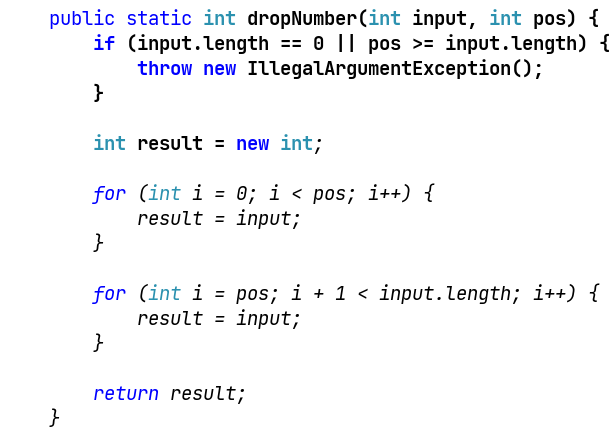 public static int dropNumber(int input, int pos) {
if (input.length == 0 || pos >= input.length) {
throw new IllegalArgumentException();
}
int result = new int;
for (int i = 0; i < pos; i++) {
result = input;
}
for (int i = pos; i + 1 < input.length; i++) {
result = input;
}
return result;
}